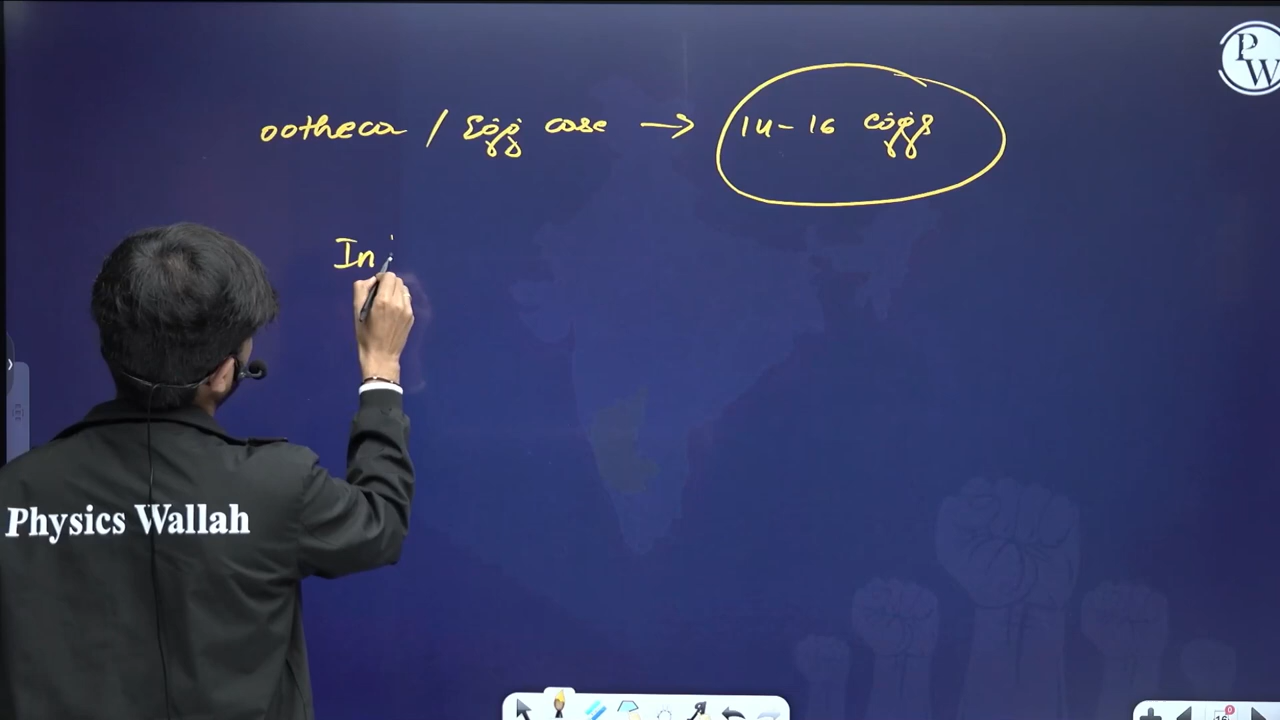 PW
ootheca / Egg case → 14-16 eggs
In
Physics Wallah